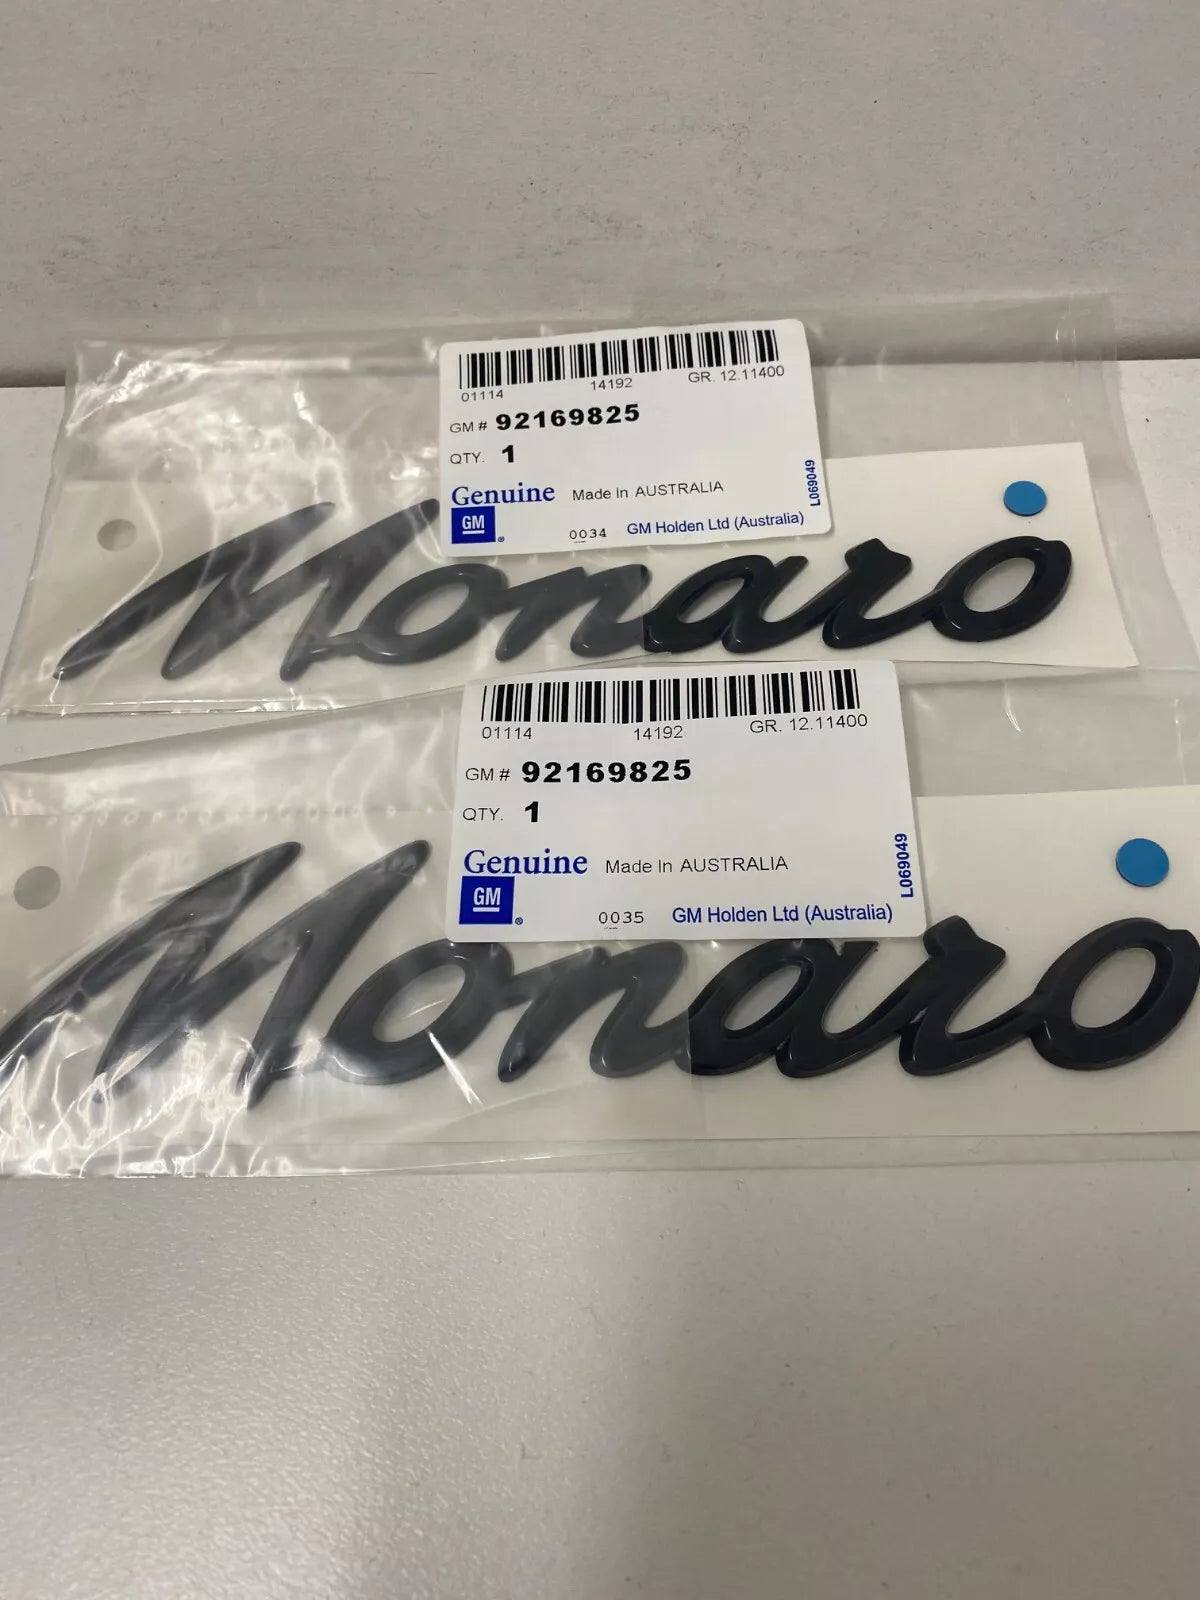 01114 14192 GR. 12.11400
GM # 92169825
QTY. 1
Genuine Made In AUSTRALIA
L069049
GM ® 0034 GM Holden Ltd (Australia)
Monaro
01114 14192 GR. 12.11400
GM # 92169825
QTY. 1
Genuine Made In AUSTRALIA
L069049
GM ® 0035 GM Holden Ltd (Australia)
Monaro